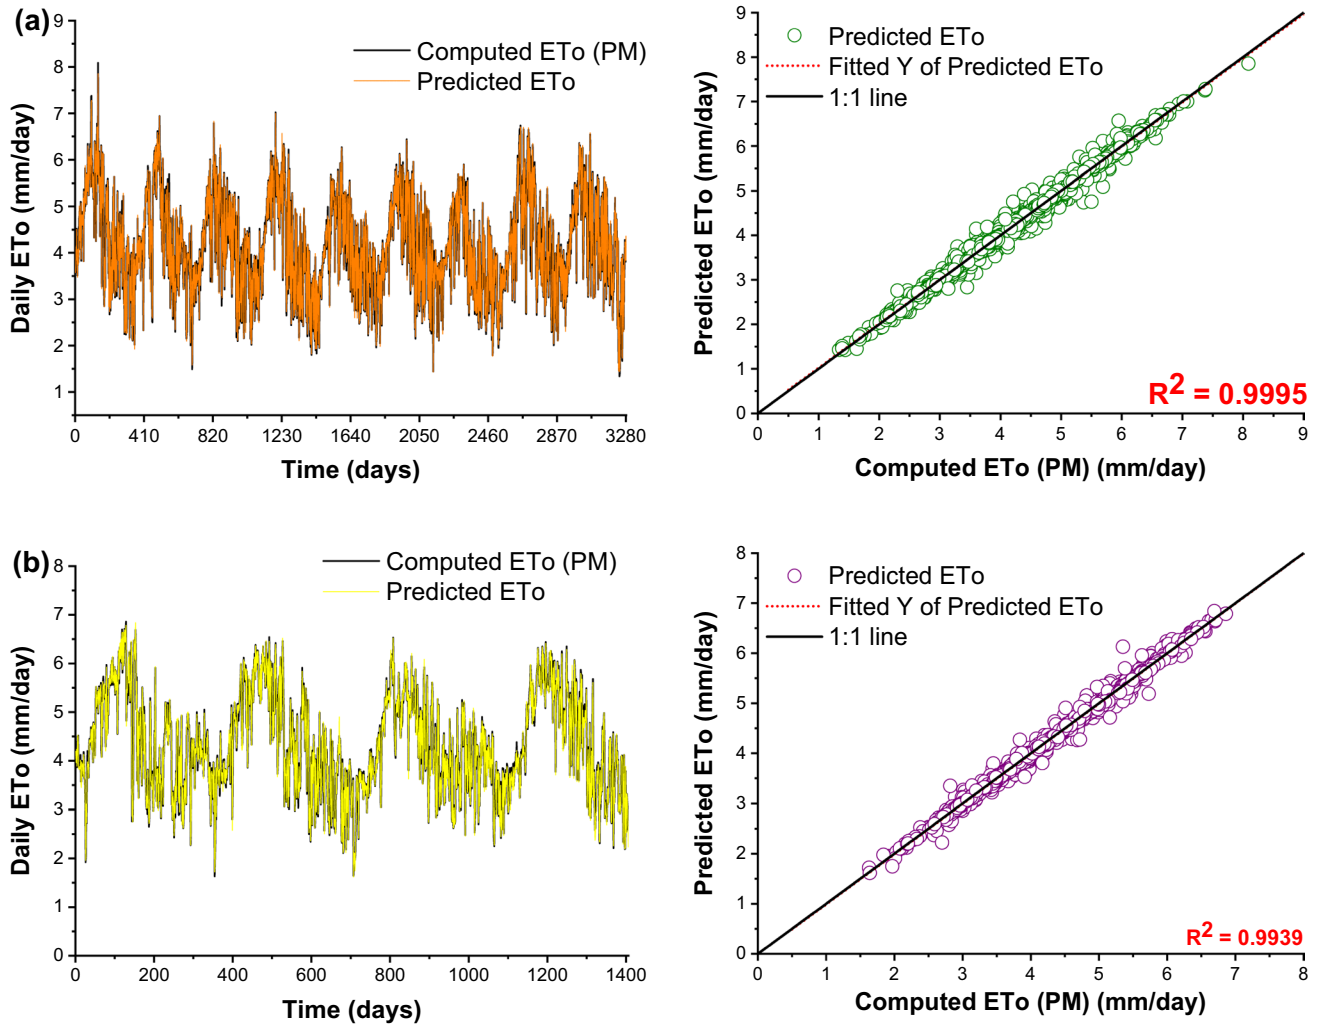 (a)
Computed ETo (PM)
Predicted ETo
Daily ETo (mm/day)
9
8
7
6
5
4
3
2
1
0 410 820 1230 1640 2050 2460 2870 3280
Time (days)
Predicted ETo
Fitted Y of Predicted ETo
1:1 line
Predicted ETo (mm/day)
9
8
7
6
5
4
3
2
1
0
R² = 0.9995
0 1 2 3 4 5 6 7 8 9
Computed ETo (PM) (mm/day)
(b)
Computed ETo (PM)
Predicted ETo
Daily ETo (mm/day)
8
7
6
5
4
3
2
1
0
0 200 400 600 800 1000 1200 1400
Time (days)
Predicted ETo
Fitted Y of Predicted ETo
1:1 line
Predicted ETo (mm/day)
8
7
6
5
4
3
2
1
0
R² = 0.9939
0 1 2 3 4 5 6 7 8
Computed ETo (PM) (mm/day)